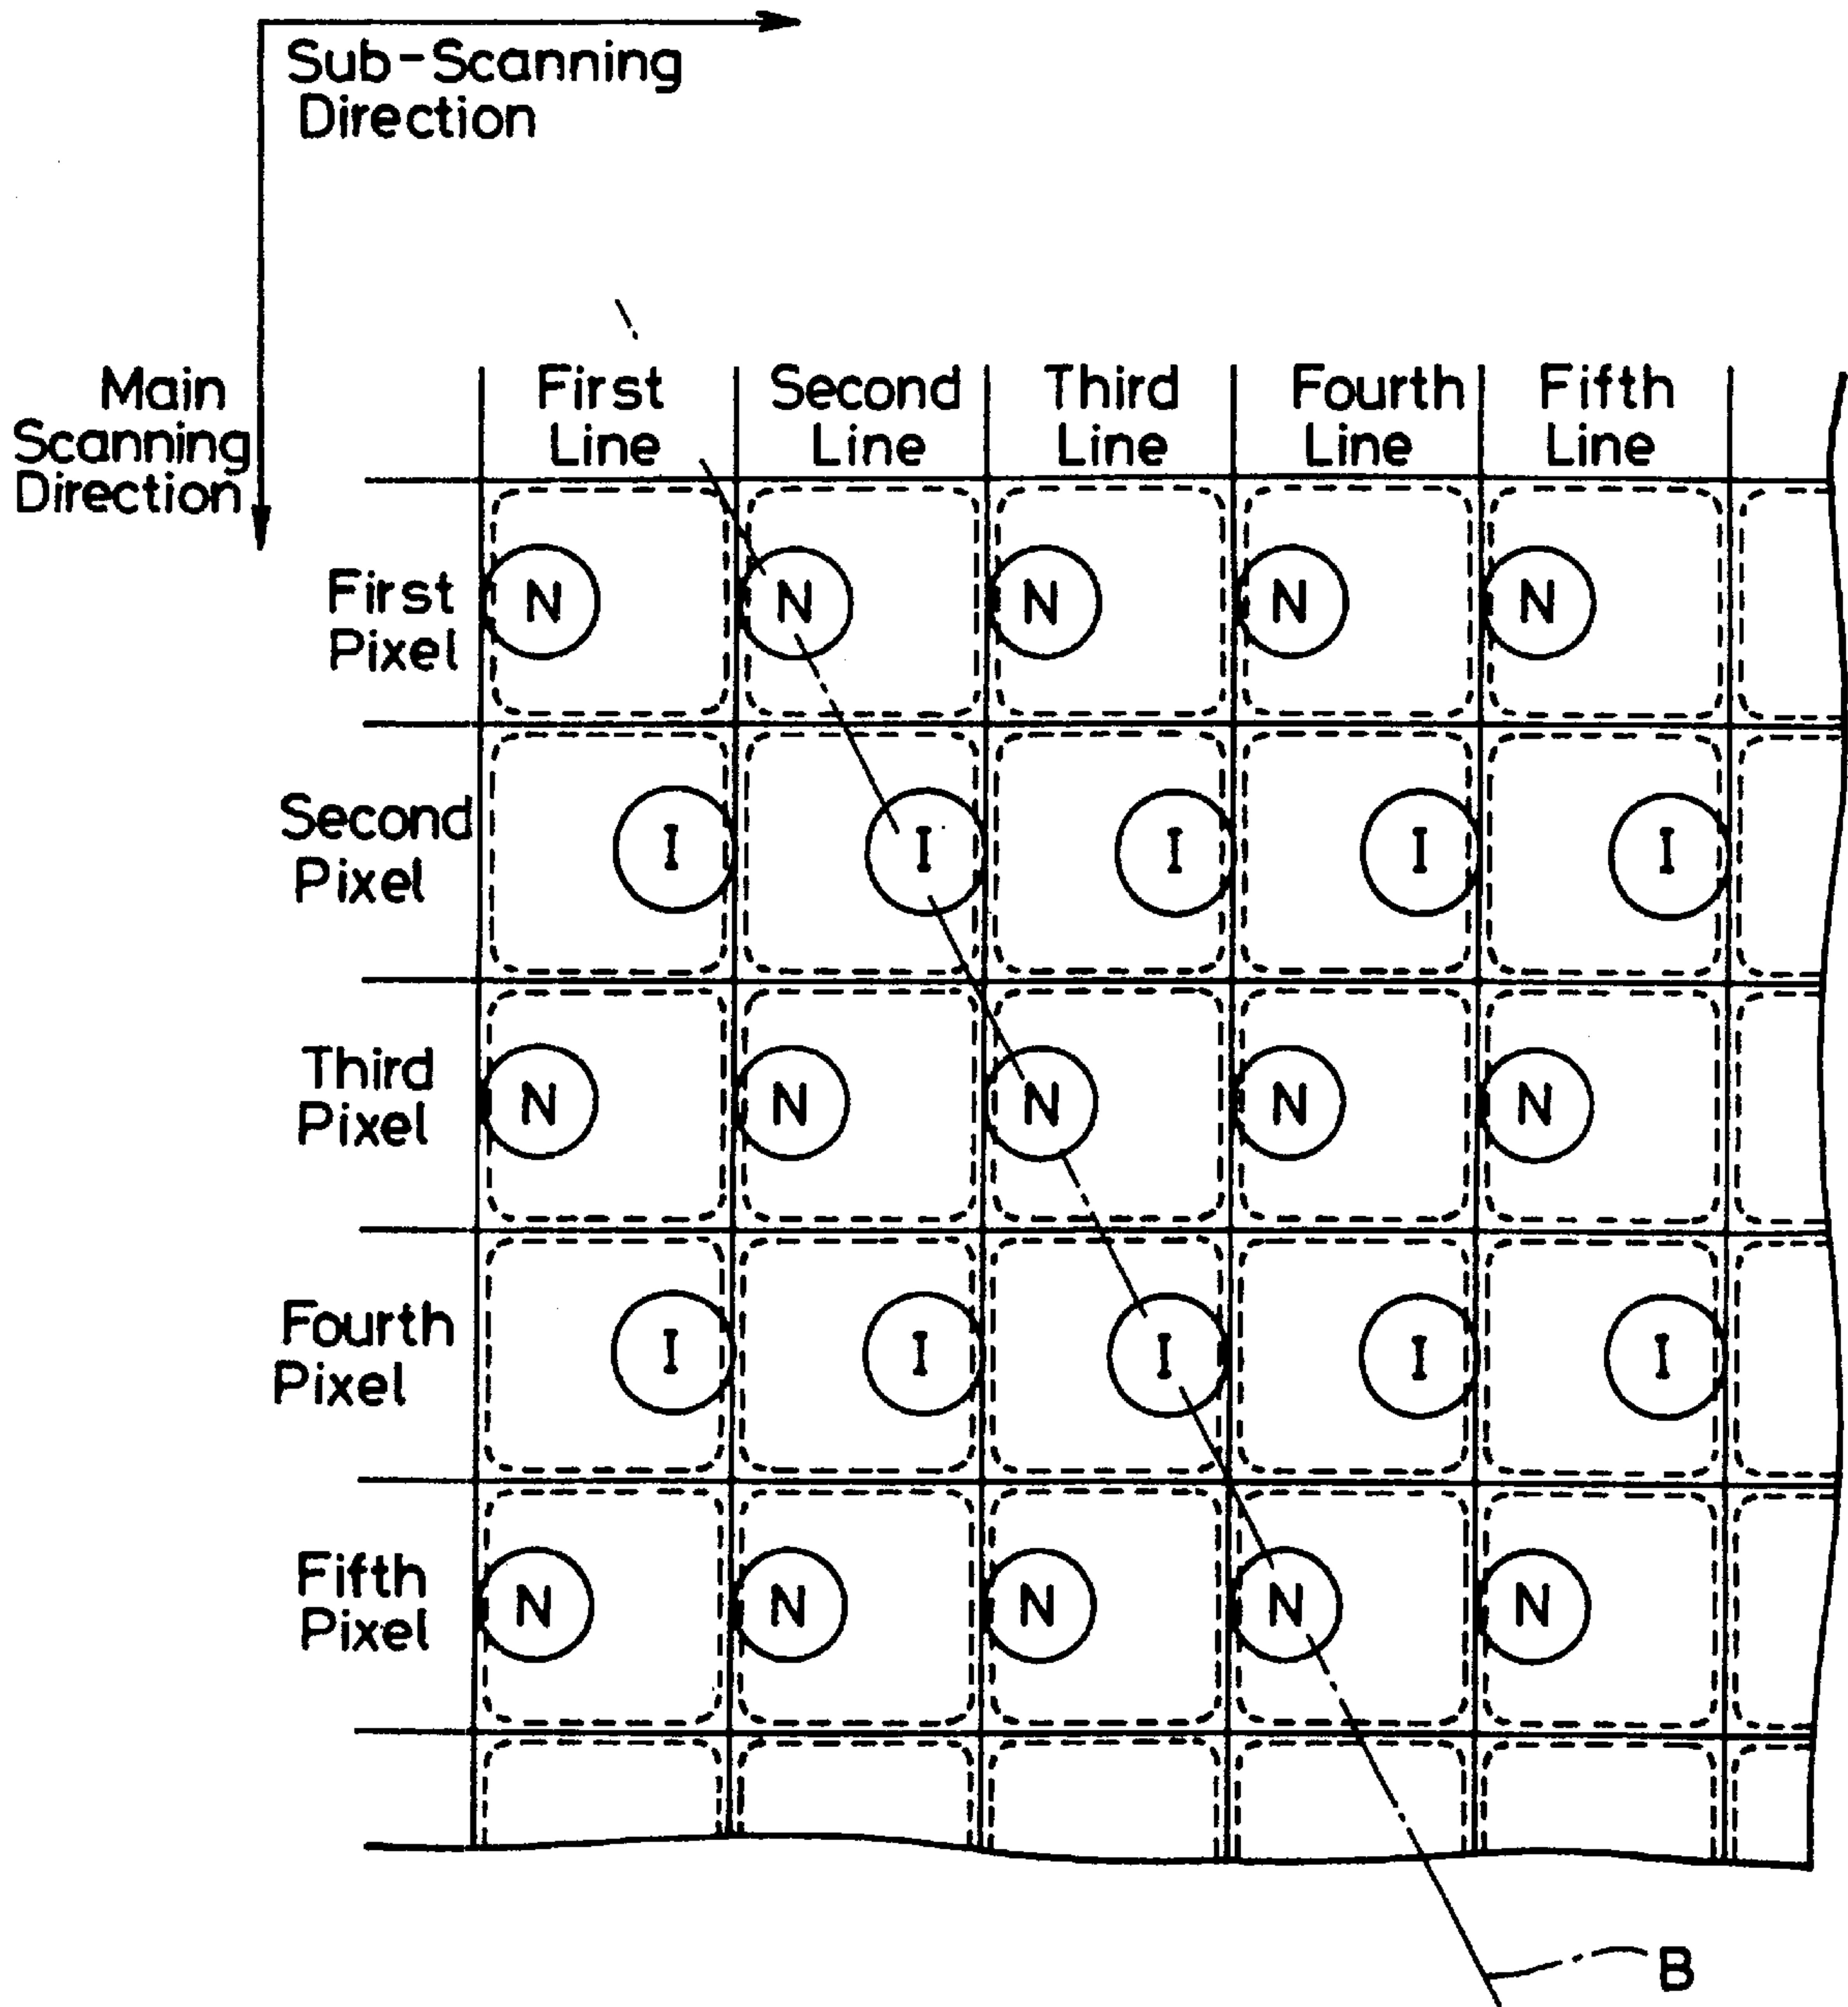 Sub-Scanning
Direction
Main
Scanning
Direction
First Second Third Fourth Fifth
Line Line Line Line Line
First
Pixel
N N N N N
Second
Pixel
I I I I I
Third
Pixel
N N N N N
Fourth
Pixel
I I I I I
Fifth
Pixel
N N N N N
B